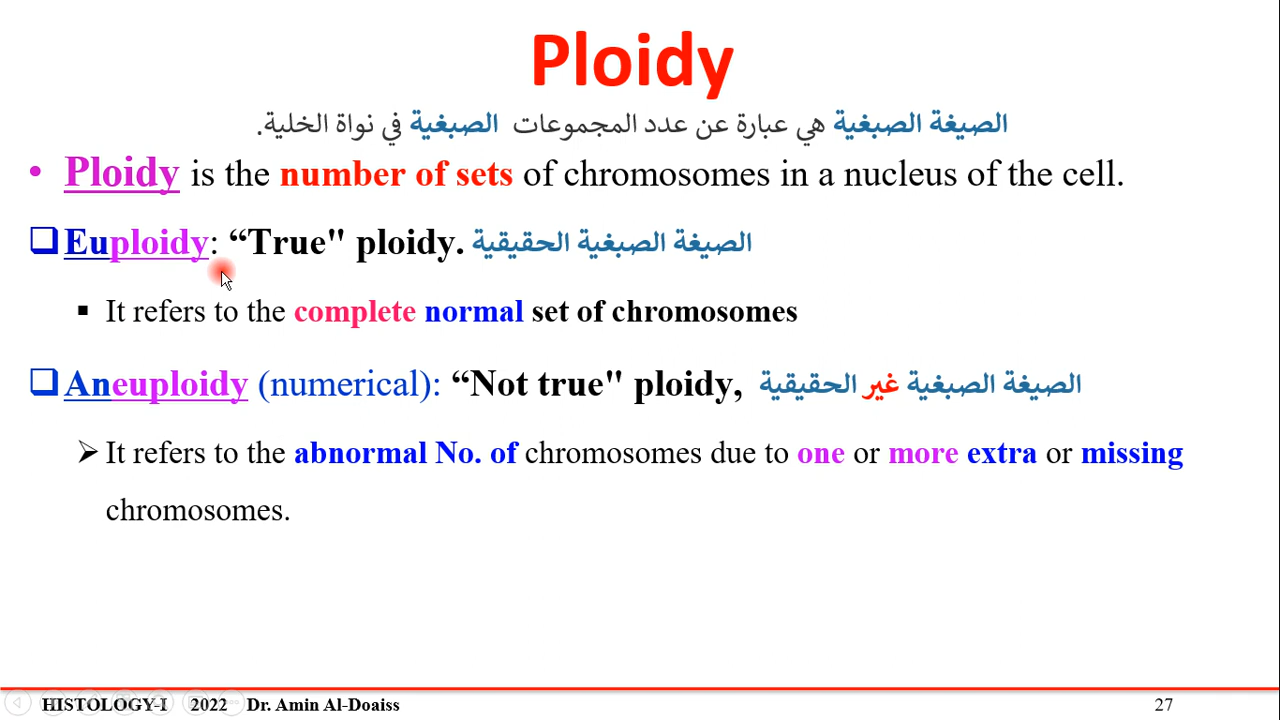 Ploidy
الصيغة الصبغية هي عبارة عن عدد المجموعات الصبغية في نواة الخلية.
• Ploidy is the number of sets of chromosomes in a nucleus of the cell.
❑ Euploidy: “True" ploidy. الصيغة الصبغية الحقيقية
▪ It refers to the complete normal set of chromosomes
❑ Aneuploidy (numerical): “Not true" ploidy, الصيغة الصبغية غير الحقيقية
➢ It refers to the abnormal No. of chromosomes due to one or more extra or missing
chromosomes.
HISTOLOGY-I 2022 Dr. Amin Al-Doaiss 27